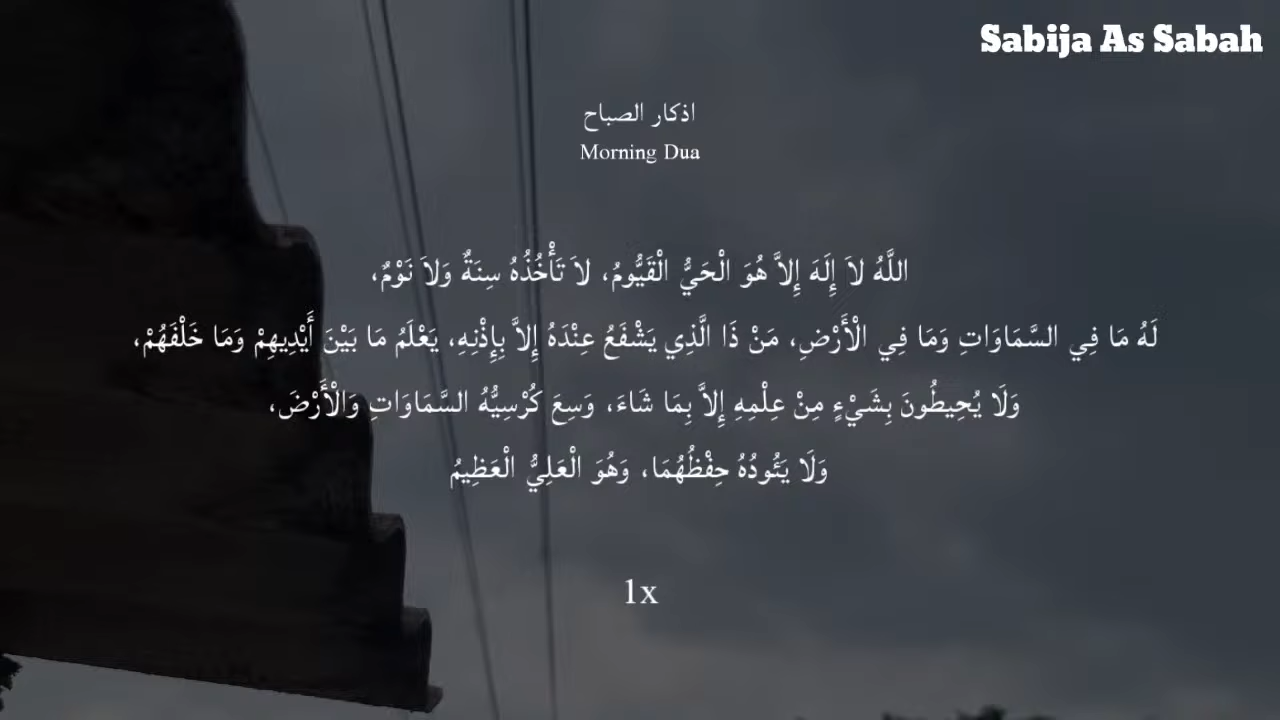 Sabija As Sabah
اذكار الصباح
Morning Dua
اللَّهُ لاَ إِلَهَ إِلاَّ هُوَ الْحَيُّ الْقَيُّومُ، لاَ تَأْخُذُهُ سِنَةٌ وَلاَ نَوْمٌ،
لَهُ مَا فِي السَّمَاوَاتِ وَمَا فِي الْأَرْضِ، مَنْ ذَا الَّذِي يَشْفَعُ عِنْدَهُ إِلاَّ بِإِذْنِهِ، يَعْلَمُ مَا بَيْنَ أَيْدِيهِمْ وَمَا خَلْفَهُمْ،
وَلَا يُحِيطُونَ بِشَيْءٍ مِنْ عِلْمِهِ إِلاَّ بِمَا شَاءَ، وَسِعَ كُرْسِيُّهُ السَّمَاوَاتِ وَالْأَرْضَ،
وَلَا يَئُودُهُ حِفْظُهُمَا، وَهُوَ الْعَلِيُّ الْعَظِيمُ
1x